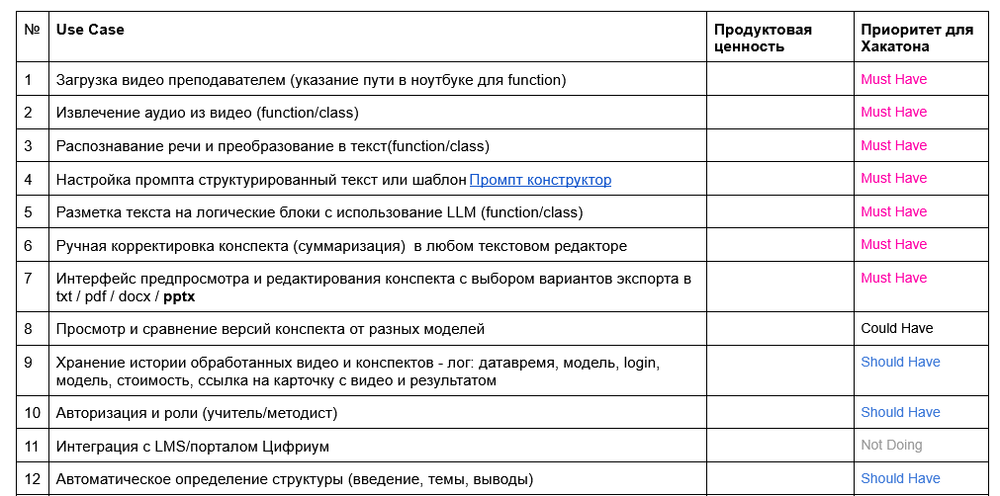 № Use Case Продуктовая ценность Приоритет для Хакатона
1 Загрузка видео преподавателем (указание пути в ноутбуке для function) Must Have
2 Извлечение аудио из видео (function/class) Must Have
3 Распознавание речи и преобразование в текст(function/class) Must Have
4 Настройка промпта структурированный текст или шаблон Промпт конструктор Must Have
5 Разметка текста на логические блоки с использование LLM (function/class) Must Have
6 Ручная корректировка конспекта (суммаризация) в любом текстовом редакторе Must Have
7 Интерфейс предпросмотра и редактирования конспекта с выбором вариантов экспорта в Must Have
txt / pdf / docx / pptx
8 Просмотр и сравнение версий конспекта от разных моделей Could Have
9 Хранение истории обработанных видео и конспектов - лог: датавремя, модель, login, Should Have
модель, стоимость, ссылка на карточку с видео и результатом
10 Авторизация и роли (учитель/методист) Should Have
11 Интеграция с LMS/порталом Цифриум Not Doing
12 Автоматическое определение структуры (введение, темы, выводы) Should Have